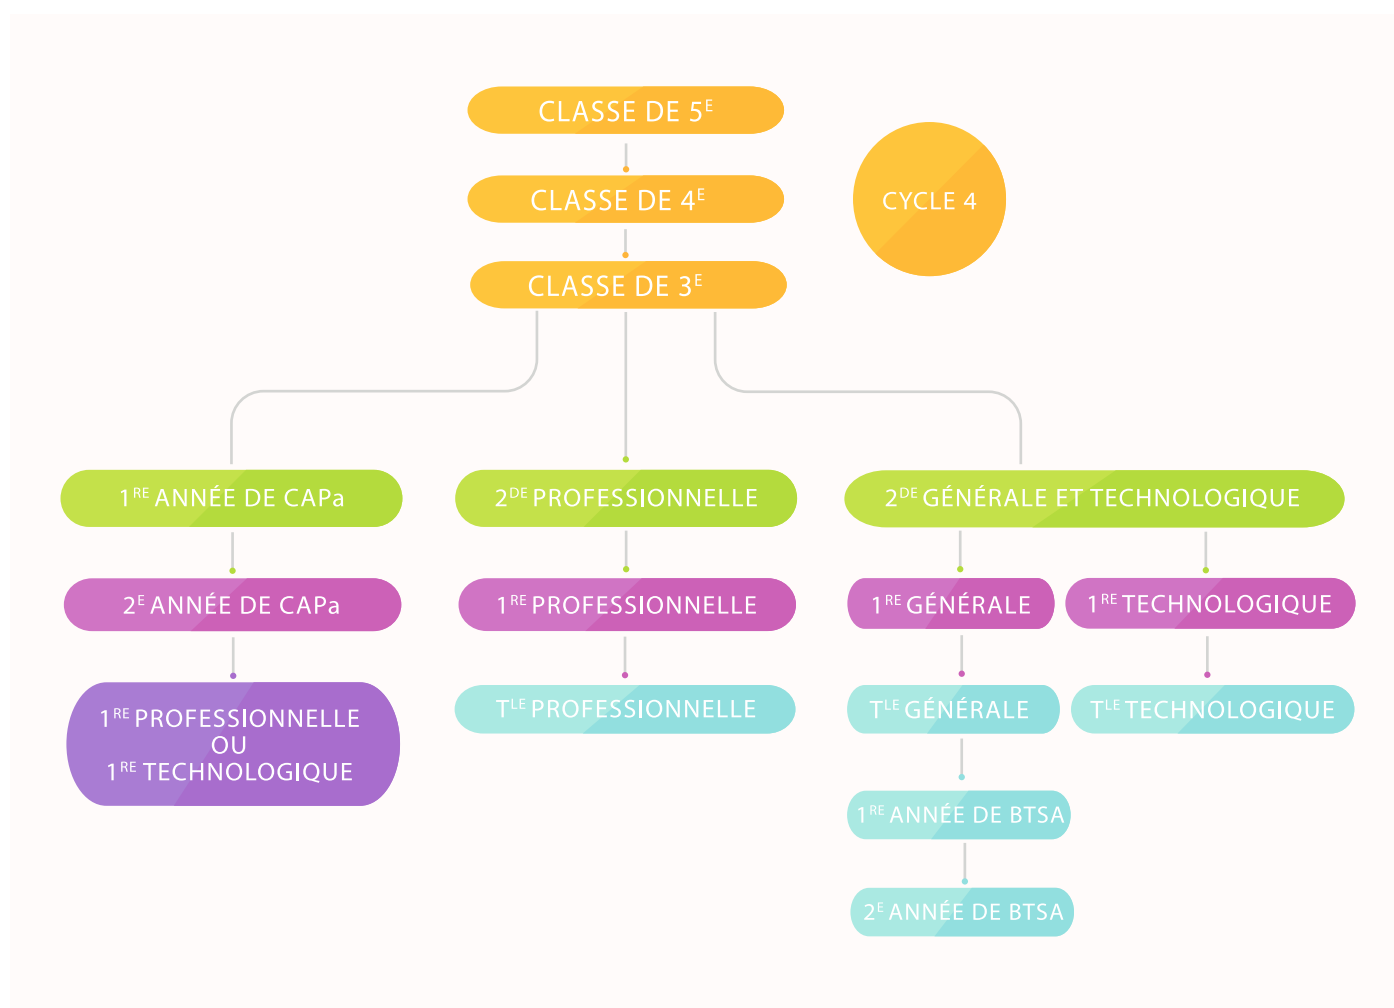 CLASSE DE 5E
CYCLE 4
CLASSE DE 4E
CLASSE DE 3E
1RE ANNÉE DE CAPa
2DE PROFESSIONNELLE
2DE GÉNÉRALE ET TECHNOLOGIQUE
2E ANNÉE DE CAPa
1RE PROFESSIONNELLE
1RE GÉNÉRALE
1RE TECHNOLOGIQUE
1RE PROFESSIONNELLE
OU
1RE TECHNOLOGIQUE
TLE PROFESSIONNELLE
TLE GÉNÉRALE
TLE TECHNOLOGIQUE
1RE ANNÉE DE BTSA
2E ANNÉE DE BTSA